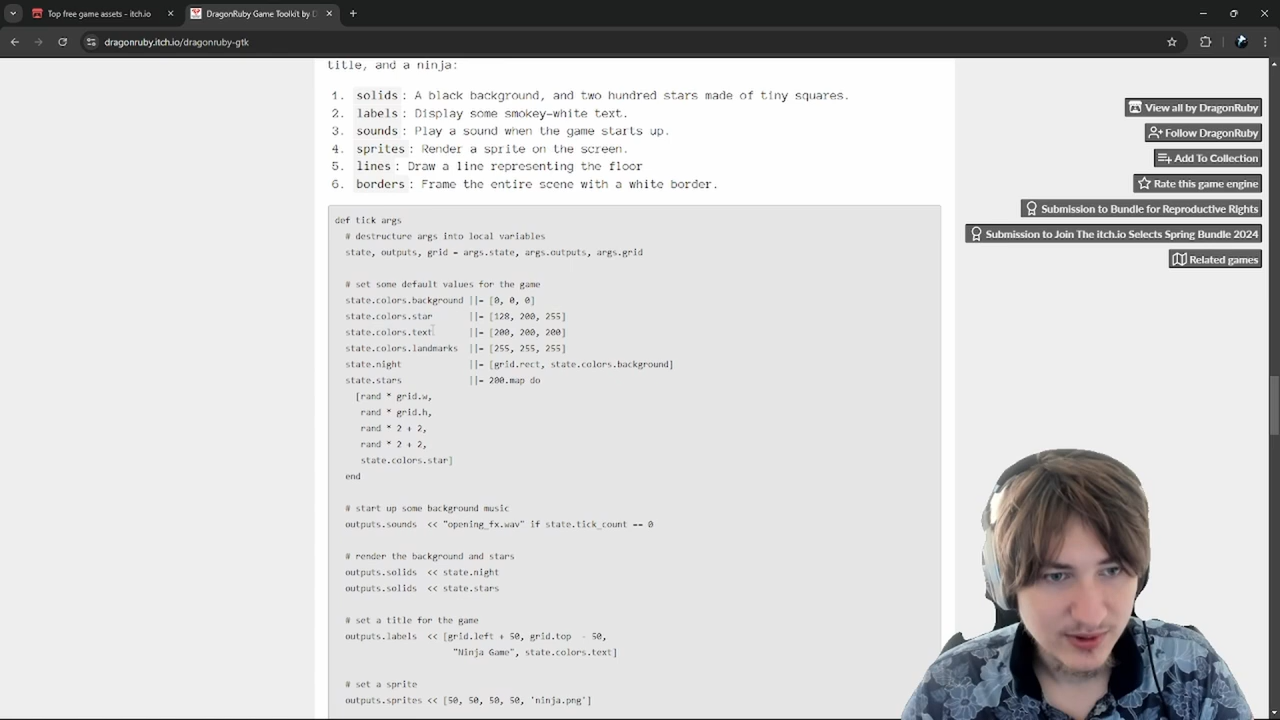 Top free game assets - itch.io
DragonRuby Game Toolkit by D
dragonruby.itch.io/dragonruby-gtk
title, and a ninja:
1. solids: A black background, and two hundred stars made of tiny squares.
2. labels: Display some smokey-white text.
3. sounds: Play a sound when the game starts up.
4. sprites: Render a sprite on the screen.
5. lines: Draw a line representing the floor
6. borders: Frame the entire scene with a white border.
View all by DragonRuby
Follow DragonRuby
Add To Collection
Rate this game engine
Submission to Bundle for Reproductive Rights
Submission to Join The itch.io Selects Spring Bundle 2024
Related games
def tick args
# destructure args into local variables
state, outputs, grid = args.state, args.outputs, args.grid
# set some default values for the game
state.colors.background ||= [0, 0, 0]
state.colors.star ||= [128, 200, 255]
state.colors.text ||= [200, 200, 200]
state.colors.landmarks ||= [255, 255, 255]
state.night ||= [grid.rect, state.colors.background]
state.stars ||= 200.map do
[rand * grid.w,
rand * grid.h,
rand * 2 + 2,
rand * 2 + 2,
state.colors.star]
end
# start up some background music
outputs.sounds << "opening_fx.wav" if state.tick_count == 0
# render the background and stars
outputs.solids << state.night
outputs.solids << state.stars
# set a title for the game
outputs.labels << [grid.left + 50, grid.top - 50,
"Ninja Game", state.colors.text]
# set a sprite
outputs.sprites << [50, 50, 50, 50, 'ninja.png']